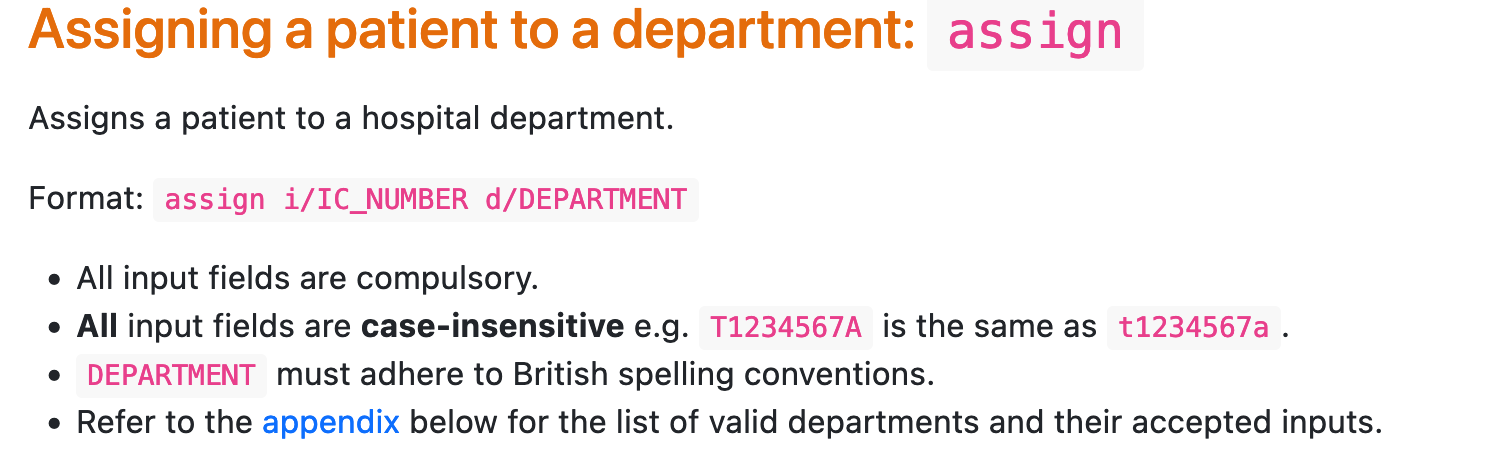 Assigning a patient to a department: assign
Assigns a patient to a hospital department.
Format: assign i/IC_NUMBER d/DEPARTMENT
• All input fields are compulsory.
• All input fields are case-insensitive e.g. T1234567A is the same as t1234567a.
• DEPARTMENT must adhere to British spelling conventions.
• Refer to the appendix below for the list of valid departments and their accepted inputs.